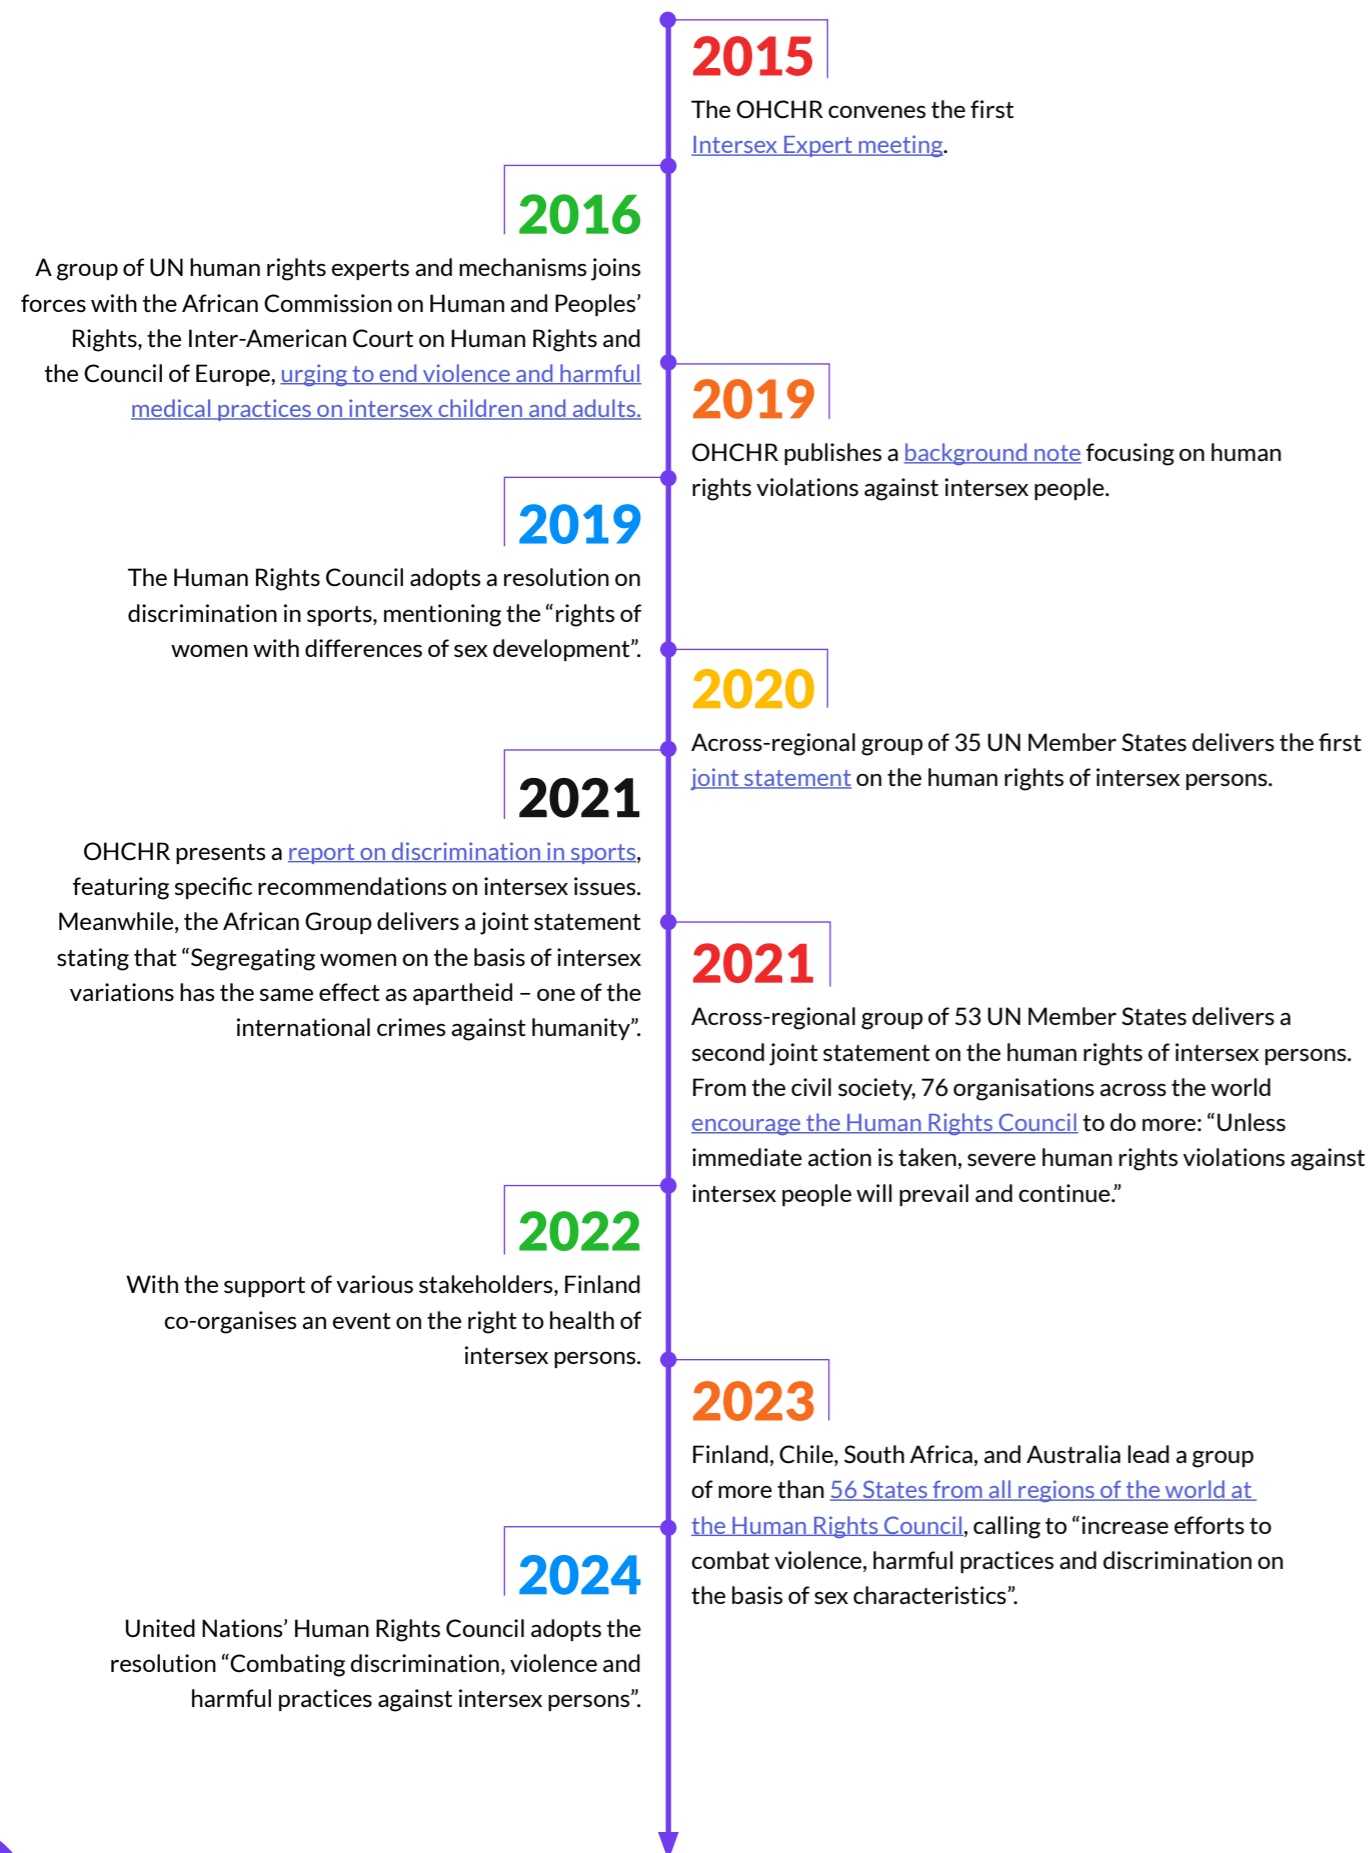 2015
The OHCHR convenes the first
Intersex Expert meeting.
2016
A group of UN human rights experts and mechanisms joins
forces with the African Commission on Human and Peoples’
Rights, the Inter-American Court on Human Rights and
the Council of Europe, urging to end violence and harmful
medical practices on intersex children and adults.
2019
OHCHR publishes a background note focusing on human
rights violations against intersex people.
2019
The Human Rights Council adopts a resolution on
discrimination in sports, mentioning the “rights of
women with differences of sex development”.
2020
Across-regional group of 35 UN Member States delivers the first
joint statement on the human rights of intersex persons.
2021
OHCHR presents a report on discrimination in sports,
featuring specific recommendations on intersex issues.
Meanwhile, the African Group delivers a joint statement
stating that “Segregating women on the basis of intersex
variations has the same effect as apartheid – one of the
international crimes against humanity”.
2021
Across-regional group of 53 UN Member States delivers a
second joint statement on the human rights of intersex persons.
From the civil society, 76 organisations across the world
encourage the Human Rights Council to do more: “Unless
immediate action is taken, severe human rights violations against
intersex people will prevail and continue.”
2022
With the support of various stakeholders, Finland
co-organises an event on the right to health of
intersex persons.
2023
Finland, Chile, South Africa, and Australia lead a group
of more than 56 States from all regions of the world at
the Human Rights Council, calling to “increase efforts to
combat violence, harmful practices and discrimination on
the basis of sex characteristics”.
2024
United Nations’ Human Rights Council adopts the
resolution “Combating discrimination, violence and
harmful practices against intersex persons”.